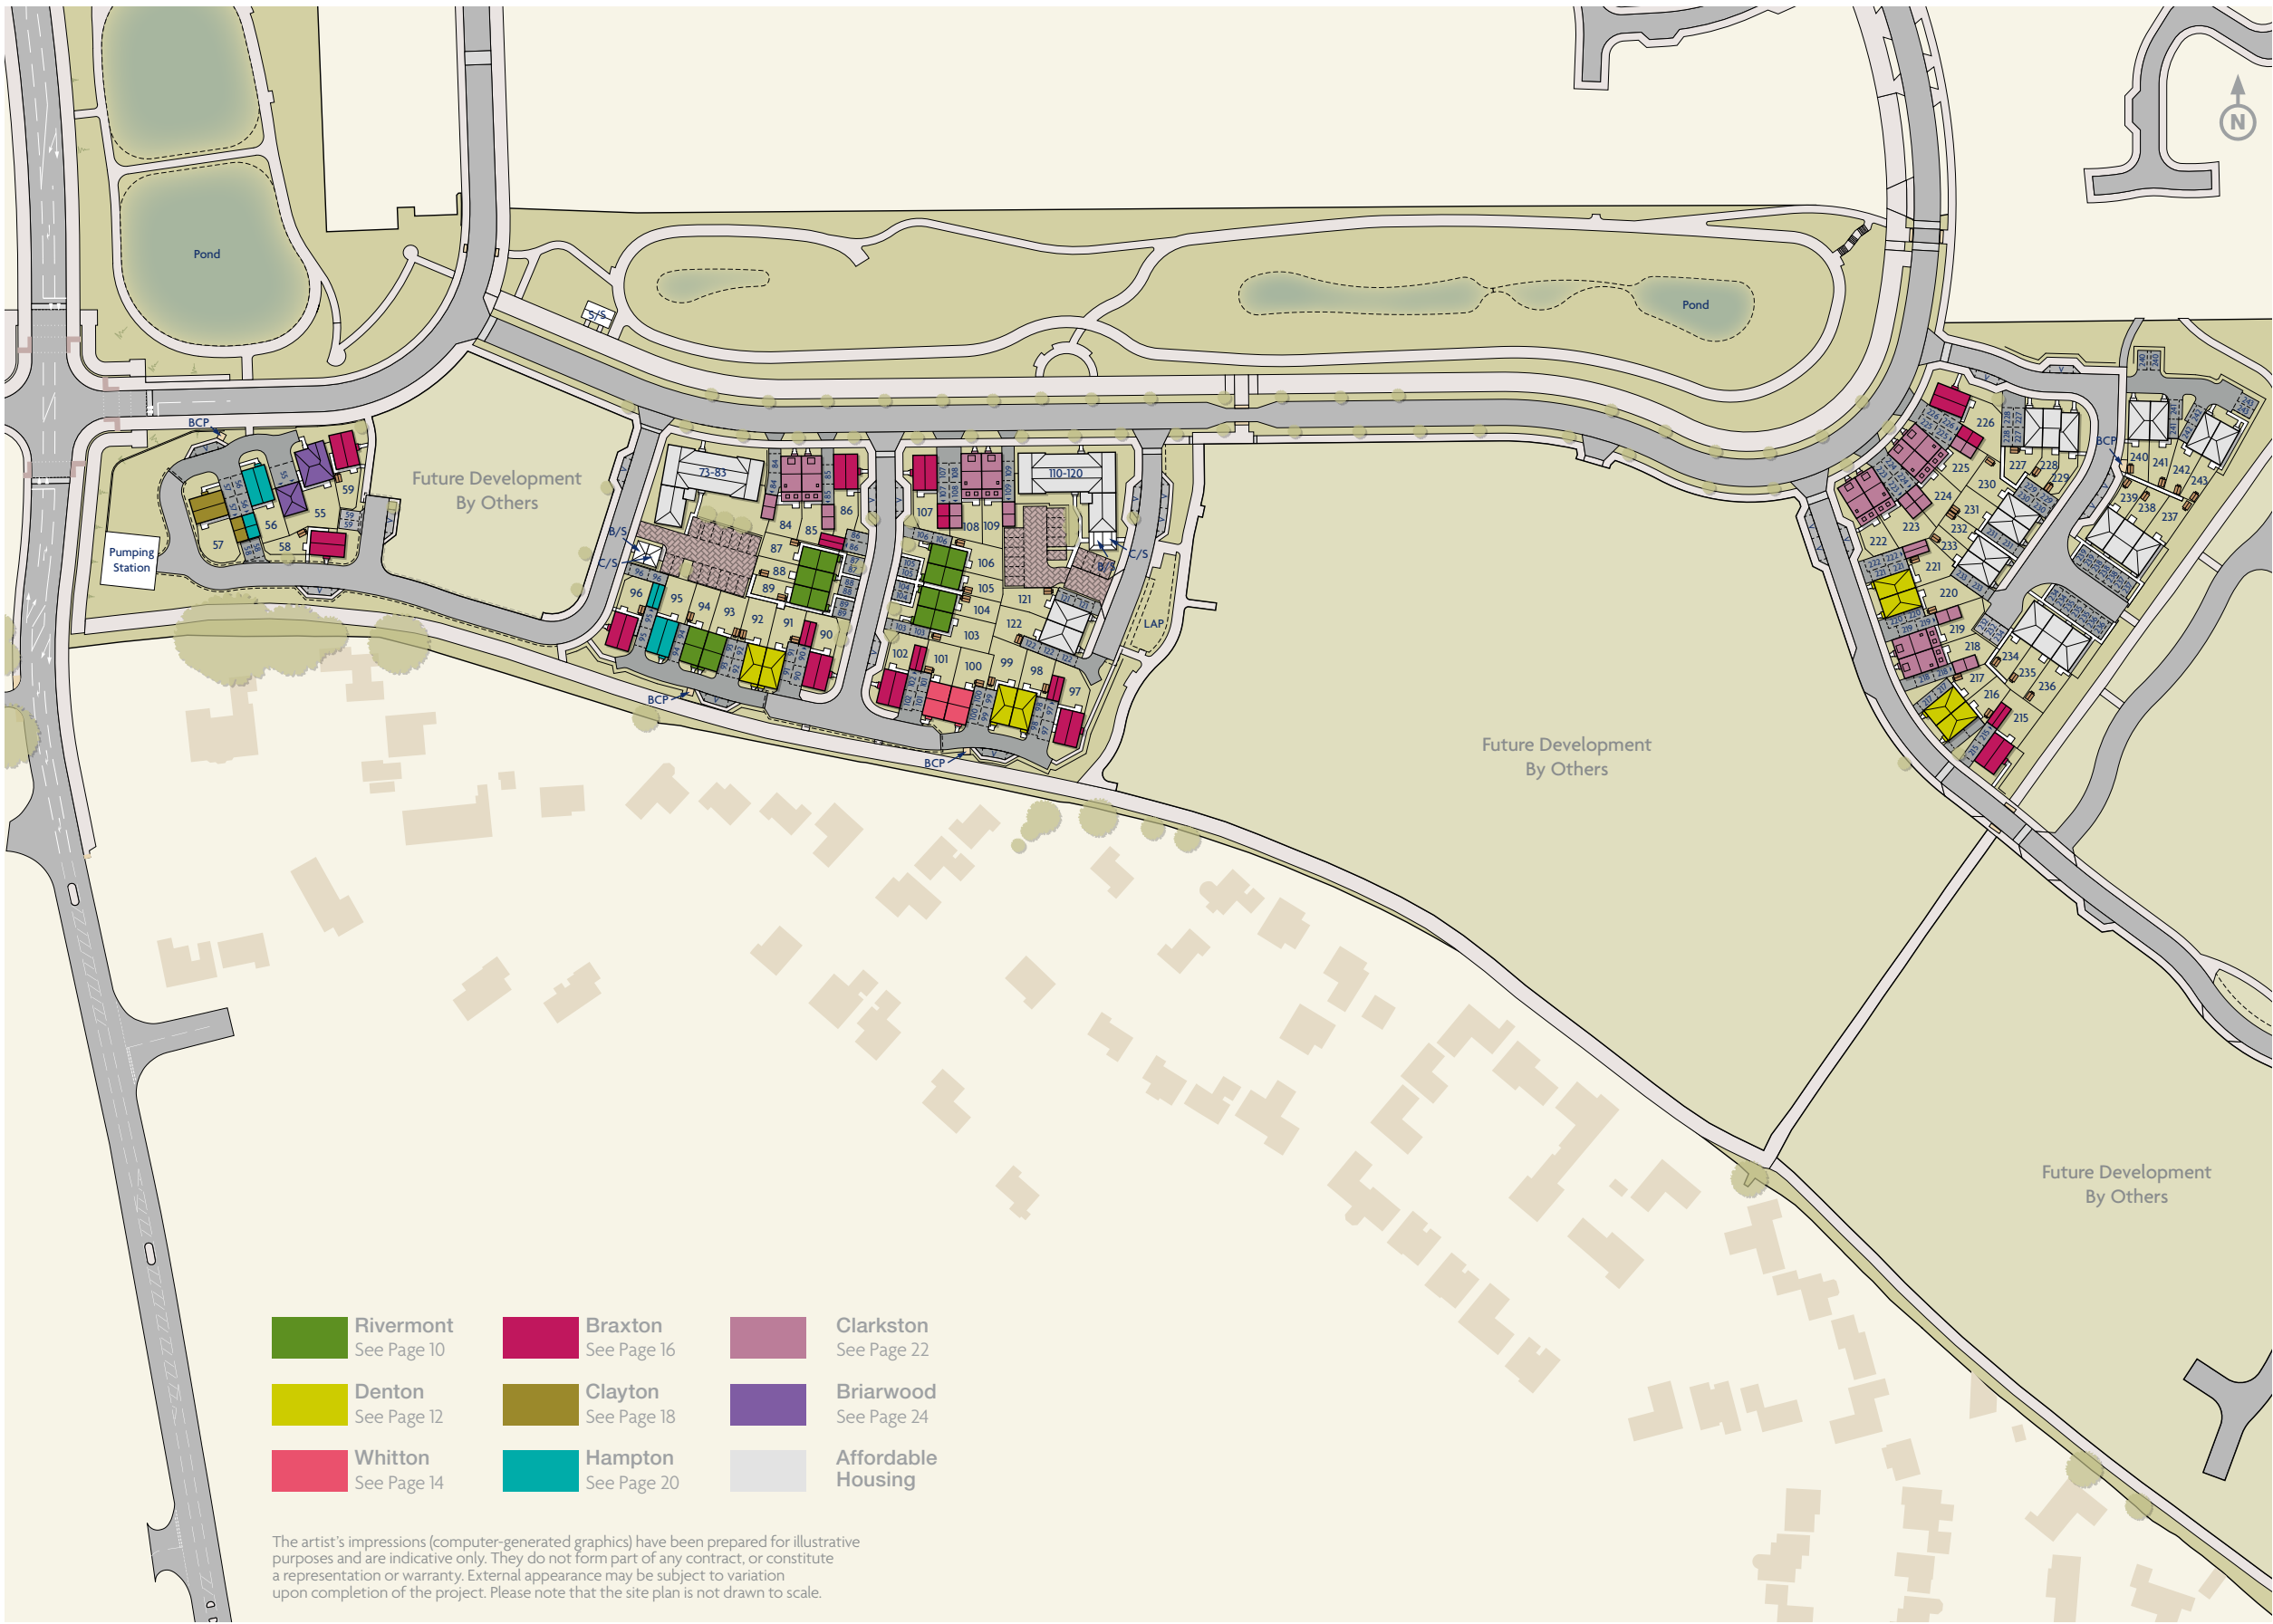 N
Pond
Pond
S/S
BCP
Future Development
By Others
59
55
56
57
58
Pumping
Station
73-83
84
85
86
87
88
89
B/S
C/S
96
95
94
93
92
91
90
BCP
107
108
109
110-120
106
105
104
103
102
101
100
99
98
97
121
122
C/S
B/S
LAP
BCP
Future Development
By Others
226
225
224
223
222
221
220
219
218
217
216
215
227
228
229
230
231
232
233
234
235
236
BCP
240
241
242
243
239
238
237
Future Development
By Others
Rivermont
See Page 10
Braxton
See Page 16
Clarkston
See Page 22
Denton
See Page 12
Clayton
See Page 18
Briarwood
See Page 24
Whitton
See Page 14
Hampton
See Page 20
Affordable
Housing
The artist's impressions (computer-generated graphics) have been prepared for illustrative
purposes and are indicative only. They do not form part of any contract, or constitute
a representation or warranty. External appearance may be subject to variation
upon completion of the project. Please note that the site plan is not drawn to scale.